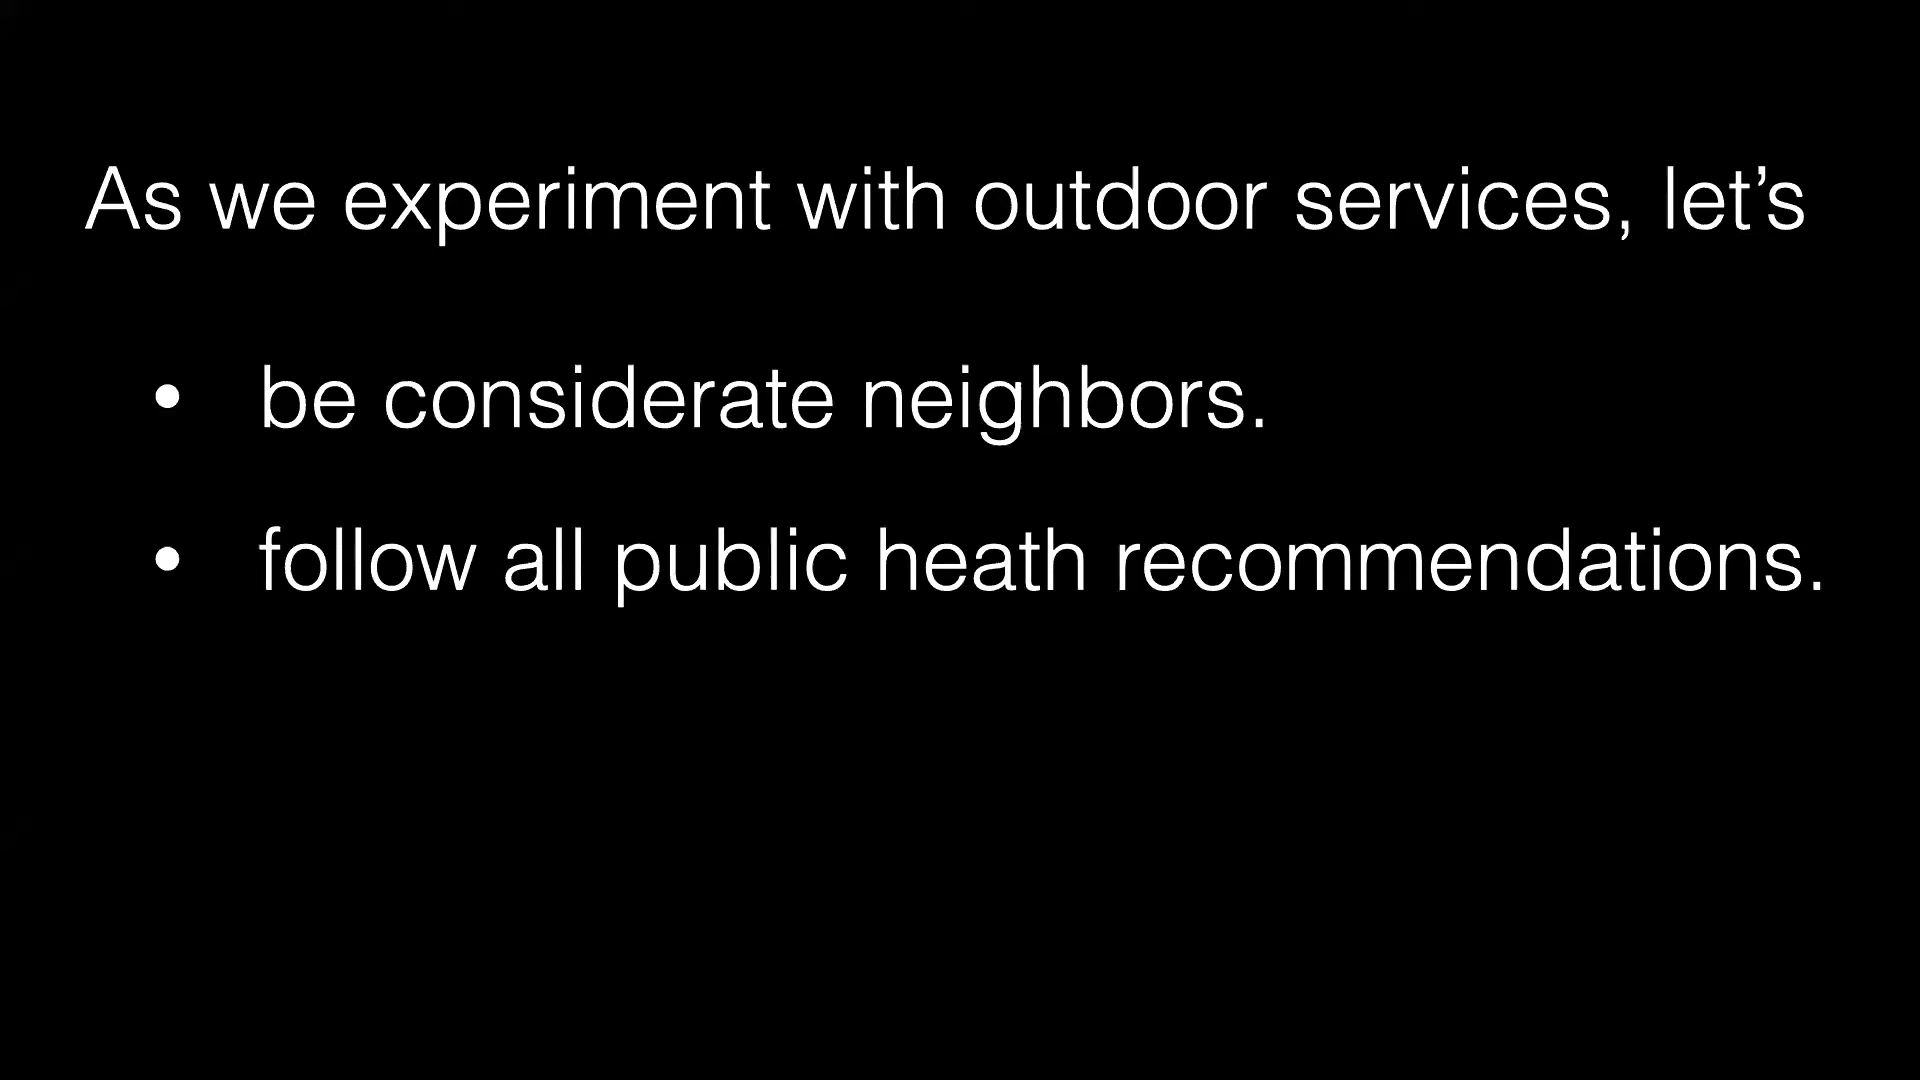 As we experiment with outdoor services, let’s
• be considerate neighbors.
• follow all public heath recommendations.